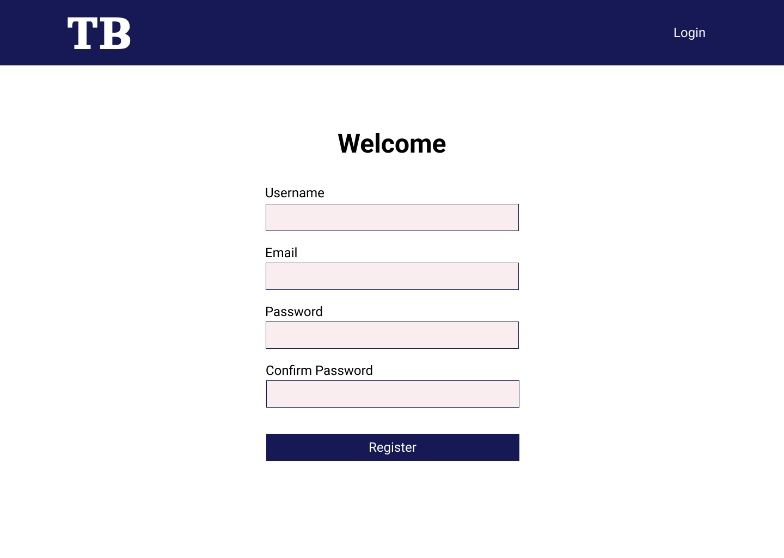 TB
Login
Welcome
Username
Email
Password
Confirm Password
Register